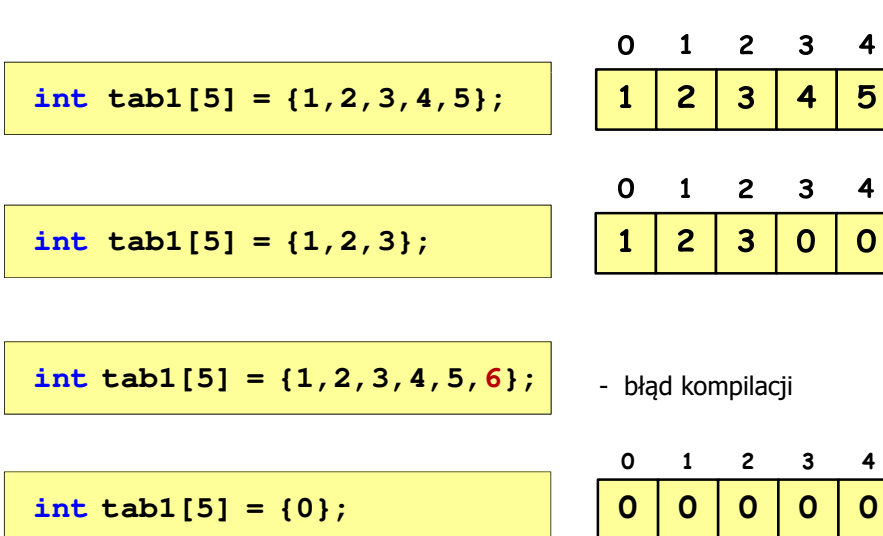 0 1 2 3 4
int tab1[5] = {1,2,3,4,5};
1 2 3 4 5
0 1 2 3 4
int tab1[5] = {1,2,3};
1 2 3 0 0
int tab1[5] = {1,2,3,4,5,6};
- błąd kompilacji
0 1 2 3 4
int tab1[5] = {0};
0 0 0 0 0